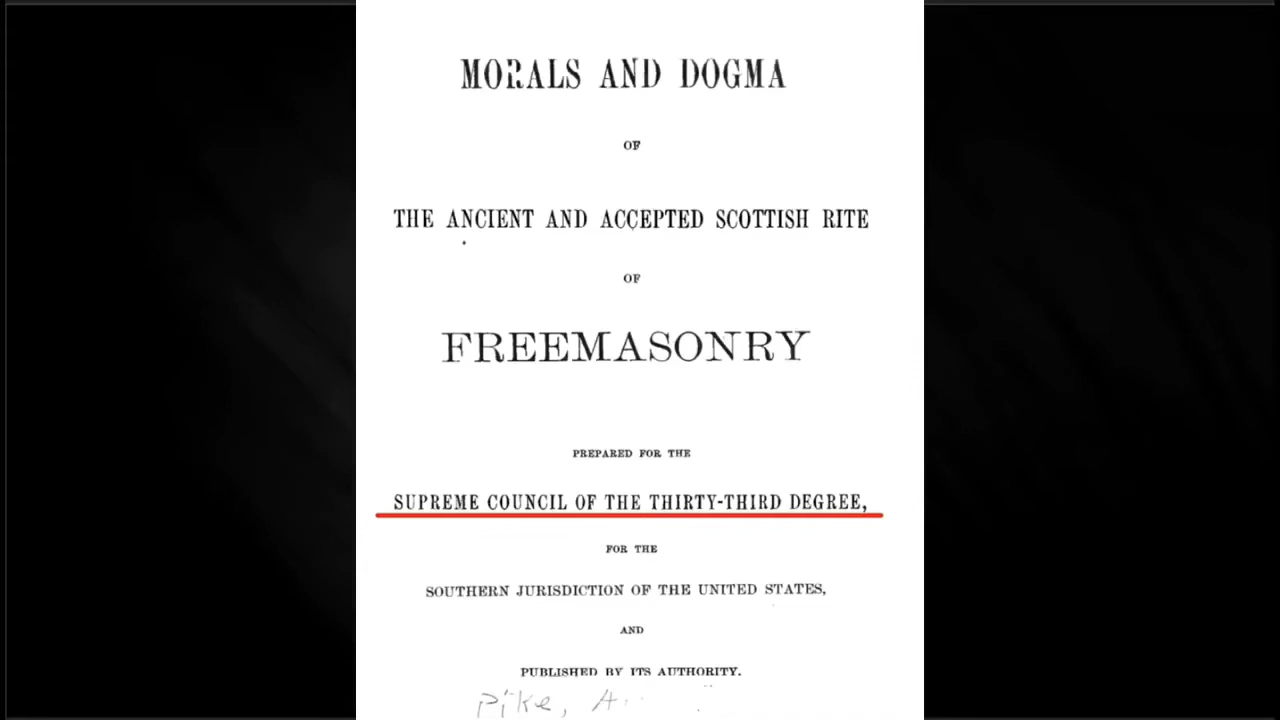 MORALS AND DOGMA
OF
THE ANCIENT AND ACCEPTED SCOTTISH RITE
OF
FREEMASONRY
PREPARED FOR THE
SUPREME COUNCIL OF THE THIRTY-THIRD DEGREE,
FOR THE
SOUTHERN JURISDICTION OF THE UNITED STATES,
AND
PUBLISHED BY ITS AUTHORITY.
Pike, A